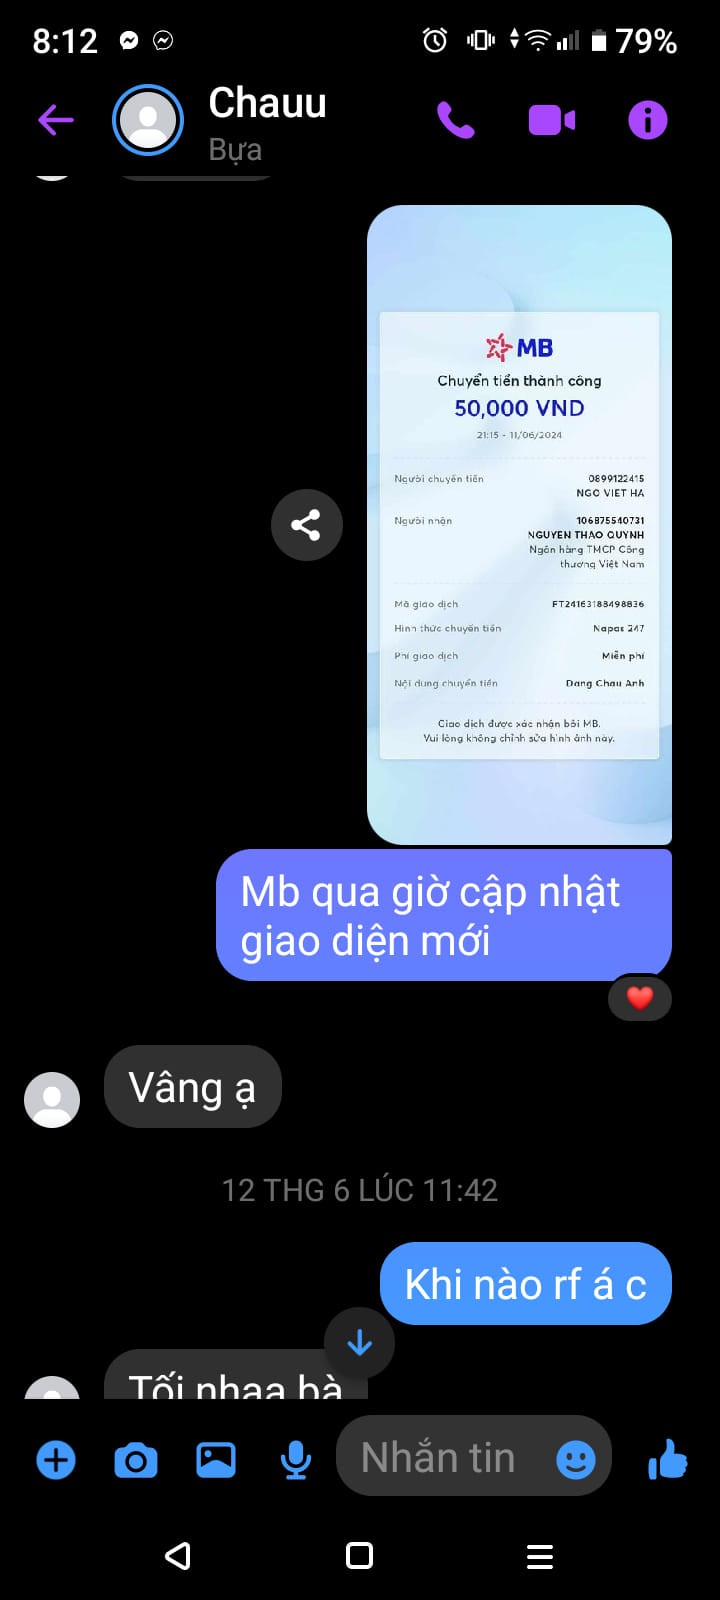 8:12
79%
Chauu
Bựa
MB
Chuyển tiền thành công
50,000 VND
21:15 - 11/06/2024
Người chuyển tiền
0899122415
NGO VIET HA
Người nhận
106875540731
NGUYEN THAO QUYNH
Ngân hàng TMCP Công
thương Việt Nam
Mã giao dịch
FT24163188498836
Hình thức chuyển tiền
Napas 247
Phí giao dịch
Miễn phí
Nội dung chuyển tiền
Dang Chau Anh
Giao dịch được xác nhận bởi MB.
Vui lòng không chỉnh sửa hình ảnh này.
Mb qua giờ cập nhật
giao diện mới
Vâng ạ
12 THG 6 LÚC 11:42
Khi nào rf á c
Tối nhaa bà
Nhắn tin